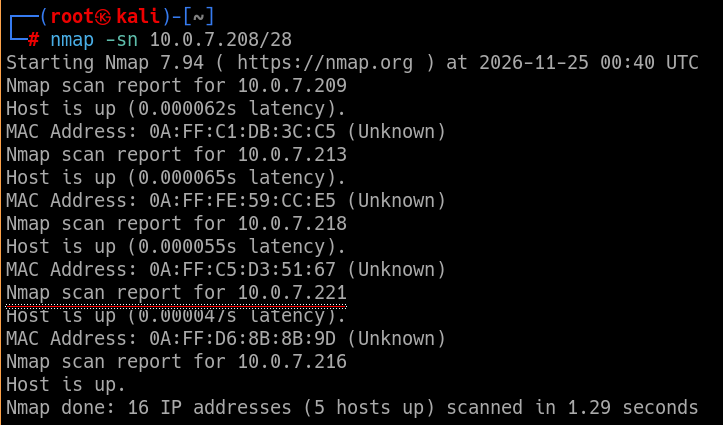 ┌──(root㉿kali)-[~]
└─# nmap -sn 10.0.7.208/28
Starting Nmap 7.94 ( https://nmap.org ) at 2026-11-25 00:40 UTC
Nmap scan report for 10.0.7.209
Host is up (0.000062s latency).
MAC Address: 0A:FF:C1:DB:3C:C5 (Unknown)
Nmap scan report for 10.0.7.213
Host is up (0.000065s latency).
MAC Address: 0A:FF:FE:59:CC:E5 (Unknown)
Nmap scan report for 10.0.7.218
Host is up (0.000055s latency).
MAC Address: 0A:FF:C5:D3:51:67 (Unknown)
Nmap scan report for 10.0.7.221
Host is up (0.000047s latency).
MAC Address: 0A:FF:D6:8B:8B:9D (Unknown)
Nmap scan report for 10.0.7.216
Host is up.
Nmap done: 16 IP addresses (5 hosts up) scanned in 1.29 seconds